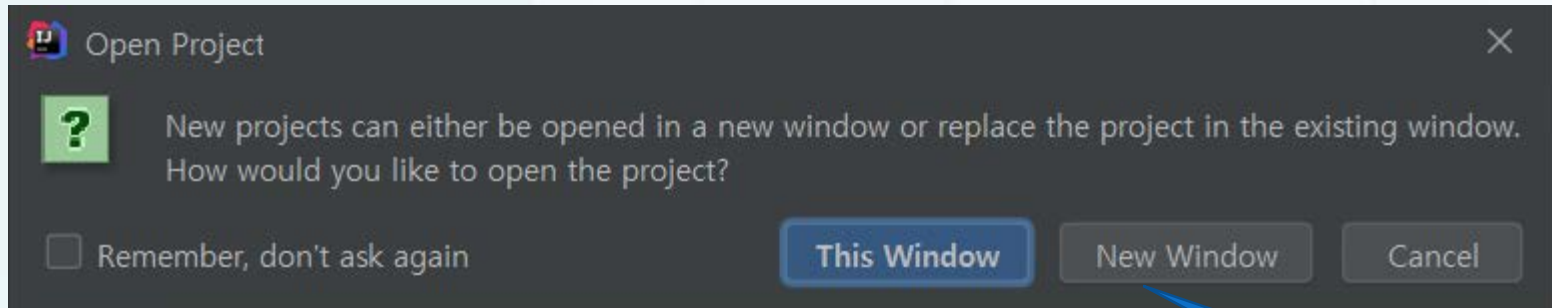 Open Project
New projects can either be opened in a new window or replace the project in the existing window.
How would you like to open the project?
Remember, don't ask again
This Window
New Window
Cancel